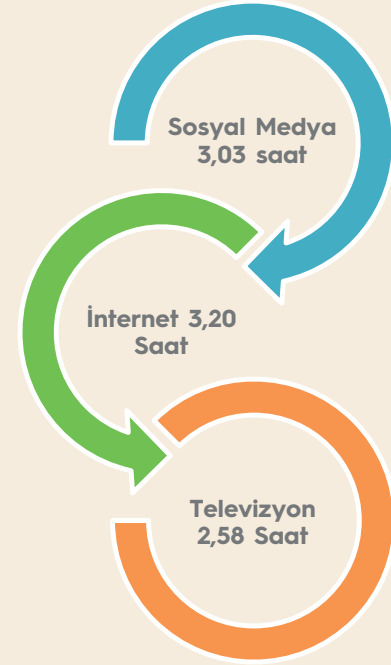 Sosyal Medya
3,03 saat
İnternet 3,20
Saat
Televizyon
2,58 Saat